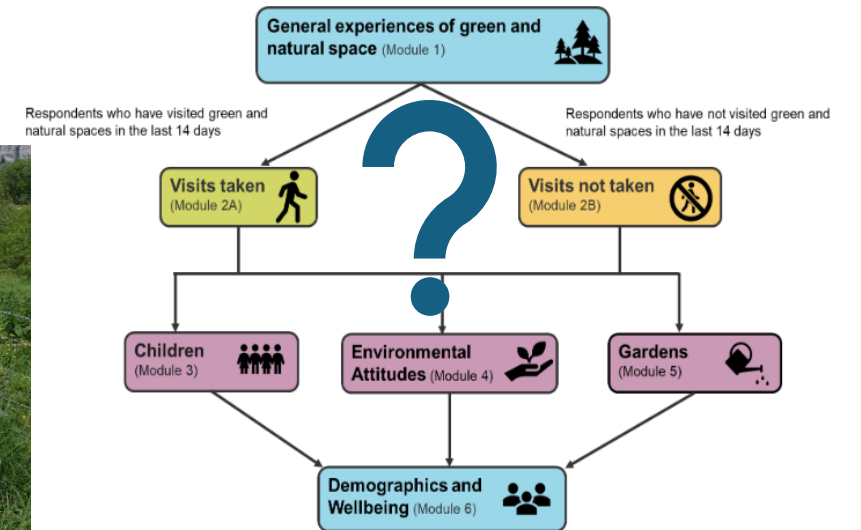 General experiences of green and
natural space (Module 1)
Respondents who have visited green and
natural spaces in the last 14 days
Respondents who have not visited green and
natural spaces in the last 14 days
?
Visits taken
(Module 2A)
Visits not taken
(Module 2B)
Children
(Module 3)
Environmental
Attitudes (Module 4)
Gardens
(Module 5)
Demographics and
Wellbeing (Module 6)